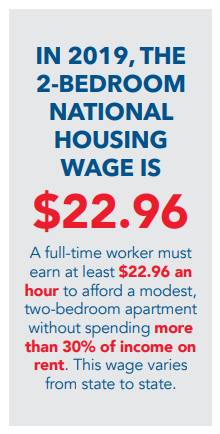 IN 2019, THE
2-BEDROOM
NATIONAL
HOUSING
WAGE IS
$22.96
A full-time worker must
earn at least $22.96 an
hour to afford a modest,
two-bedroom apartment
without spending more
than 30% of income on
rent. This wage varies
from state to state.